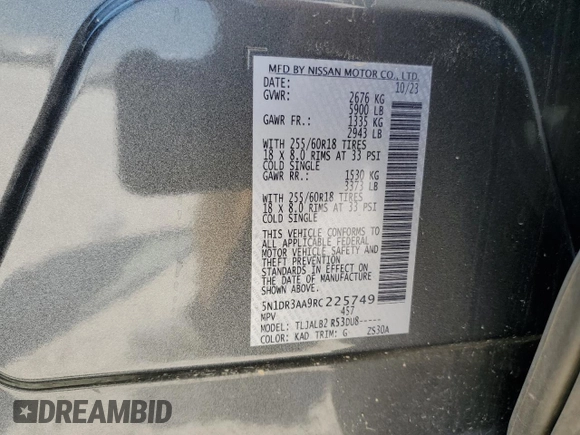 MFD BY NISSAN MOTOR CO., LTD.
DATE: 10/23
GVWR: 2676 KG
5900 LB
GAWR FR.: 1335 KG
2943 LB
WITH 255/60R18 TIRES
18 X 8.0 RIMS AT 33 PSI
COLD SINGLE
GAWR RR.: 1530 KG
3373 LB
WITH 255/60R18 TIRES
18 X 8.0 RIMS AT 33 PSI
COLD SINGLE
THIS VEHICLE CONFORMS TO
ALL APPLICABLE FEDERAL
MOTOR VEHICLE SAFETY AND
THEFT PREVENTION
STANDARDS IN EFFECT ON
THE DATE OF MANUFACTURE
SHOWN ABOVE.
5N1DR3AA9RC225749
MPV 457
MODEL: TLJALB2 R53DU8-----
COLOR: KAD TRIM: G ZS30A
DREAMBID